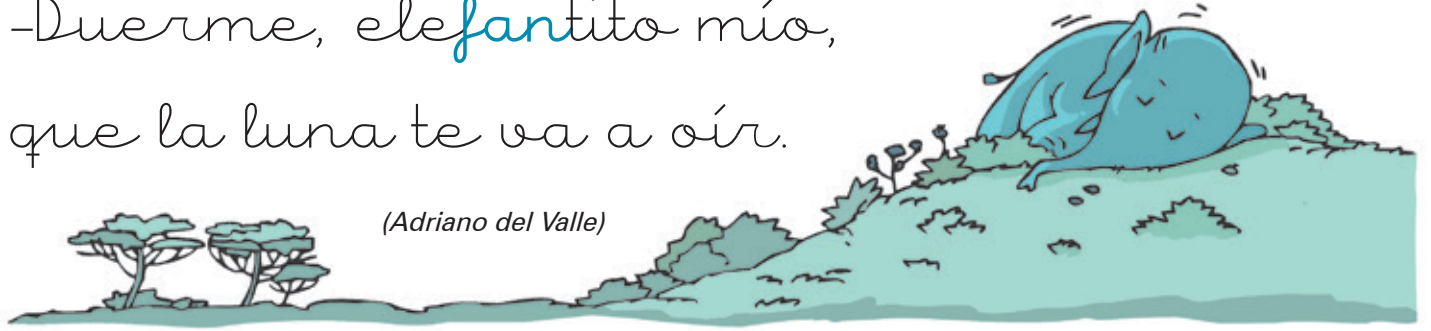 –Duerme, elefantito mío,
que la luna te va a oír.
(Adriano del Valle)